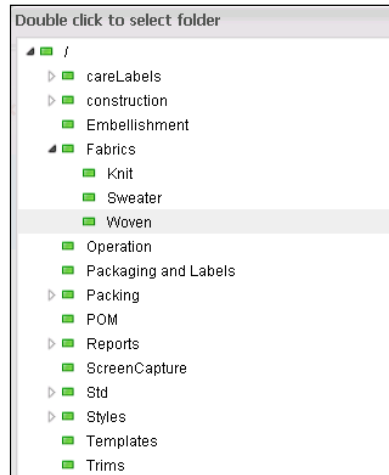 Double click to select folder
/
careLabels
construction
Embellishment
Fabrics
Knit
Sweater
Woven
Operation
Packaging and Labels
Packing
POM
Reports
ScreenCapture
Std
Styles
Templates
Trims